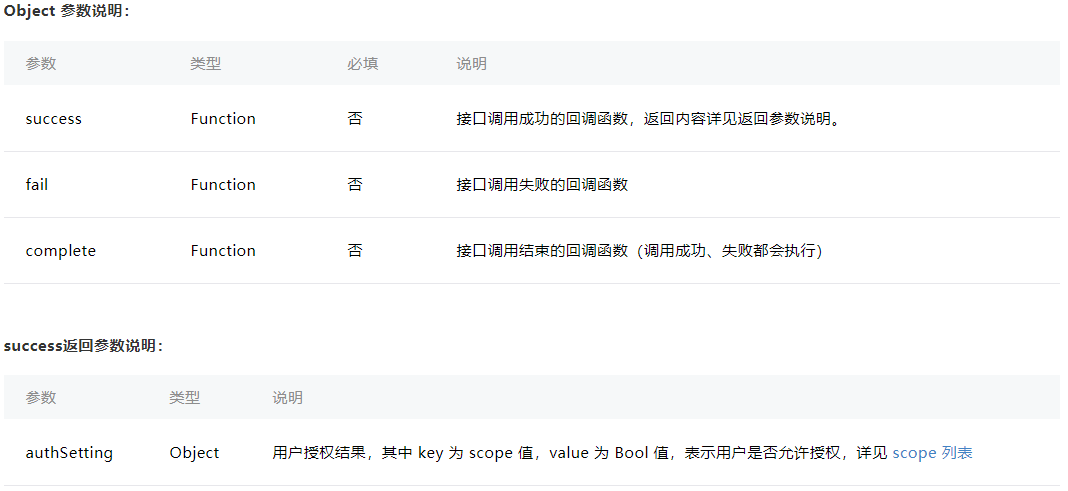 Object 参数说明：
参数 类型 必填 说明
success Function 否 接口调用成功的回调函数，返回内容详见返回参数说明。
fail Function 否 接口调用失败的回调函数
complete Function 否 接口调用结束的回调函数（调用成功、失败都会执行）
success返回参数说明：
参数 类型 说明
authSetting Object 用户授权结果，其中 key 为 scope 值，value 为 Bool 值，表示用户是否允许授权，详见 scope 列表